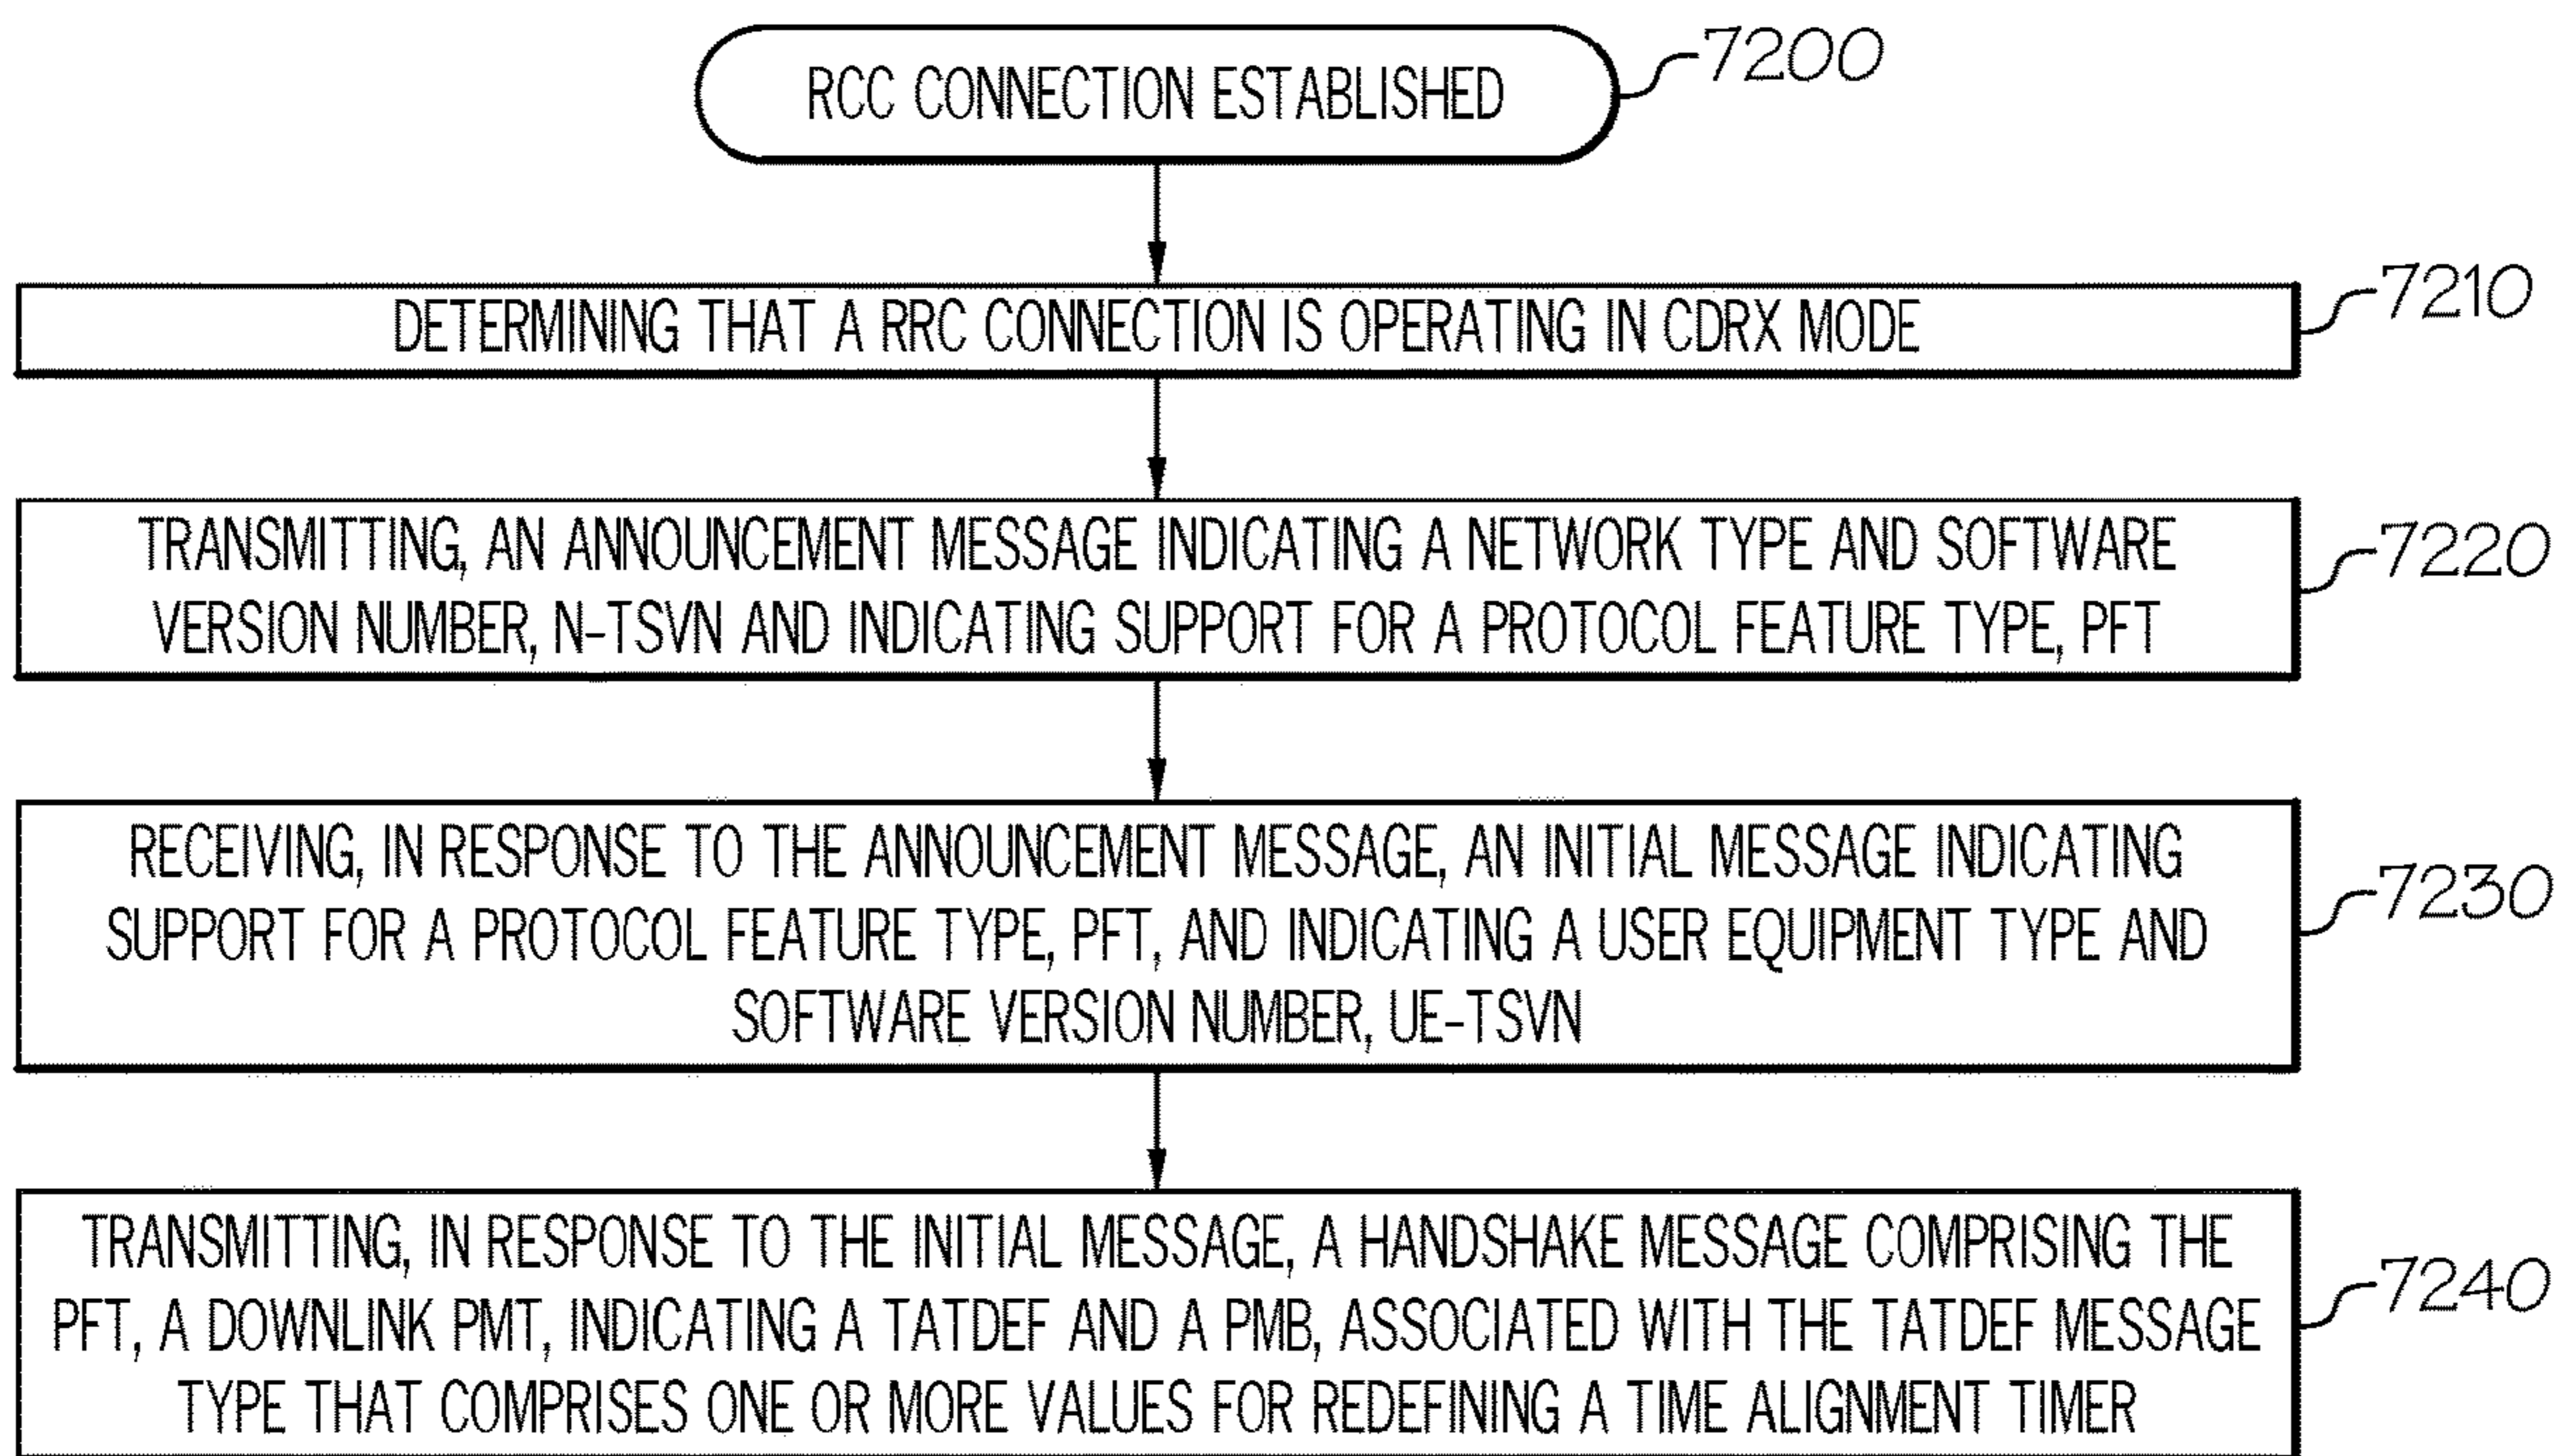 RCC CONNECTION ESTABLISHED
7200
DETERMINING THAT A RRC CONNECTION IS OPERATING IN CDRX MODE
7210
TRANSMITTING, AN ANNOUNCEMENT MESSAGE INDICATING A NETWORK TYPE AND SOFTWARE
VERSION NUMBER, N-TSVN AND INDICATING SUPPORT FOR A PROTOCOL FEATURE TYPE, PFT
7220
RECEIVING, IN RESPONSE TO THE ANNOUNCEMENT MESSAGE, AN INITIAL MESSAGE INDICATING
SUPPORT FOR A PROTOCOL FEATURE TYPE, PFT, AND INDICATING A USER EQUIPMENT TYPE AND
SOFTWARE VERSION NUMBER, UE-TSVN
7230
TRANSMITTING, IN RESPONSE TO THE INITIAL MESSAGE, A HANDSHAKE MESSAGE COMPRISING THE
PFT, A DOWNLINK PMT, INDICATING A TATDEF AND A PMB, ASSOCIATED WITH THE TATDEF MESSAGE
TYPE THAT COMPRISES ONE OR MORE VALUES FOR REDEFINING A TIME ALIGNMENT TIMER
7240